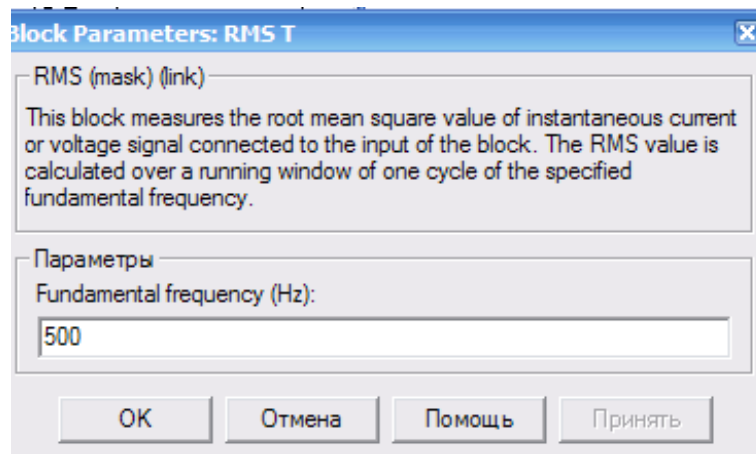 Block Parameters: RMS T
RMS (mask) (link)
This block measures the root mean square value of instantaneous current
or voltage signal connected to the input of the block. The RMS value is
calculated over a running window of one cycle of the specified
fundamental frequency.
Параметры
Fundamental frequency (Hz):
500
OK
Отмена
Помощь
Принять